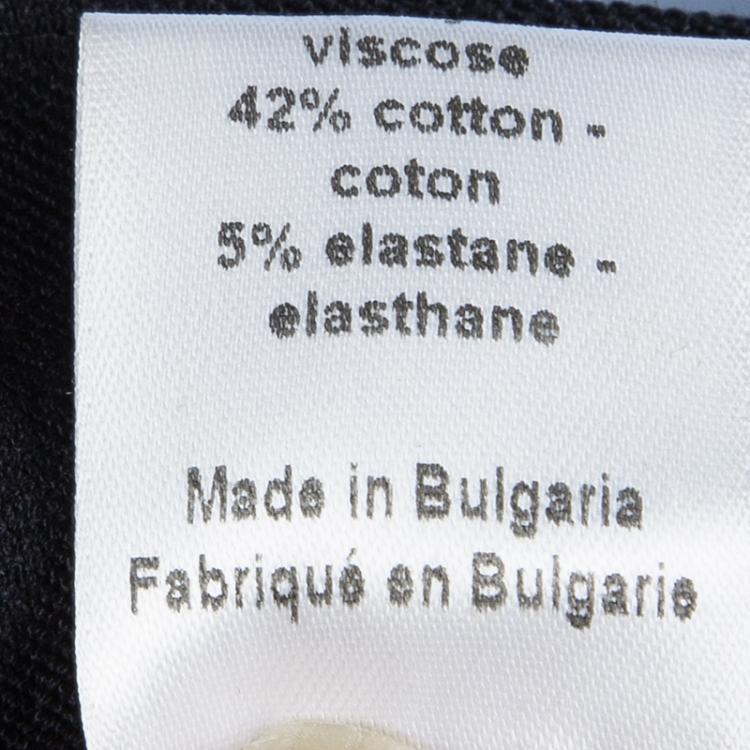 viscose
42% cotton -
coton
5% elastane -
elasthane
Made in Bulgaria
Fabriqué en Bulgarie